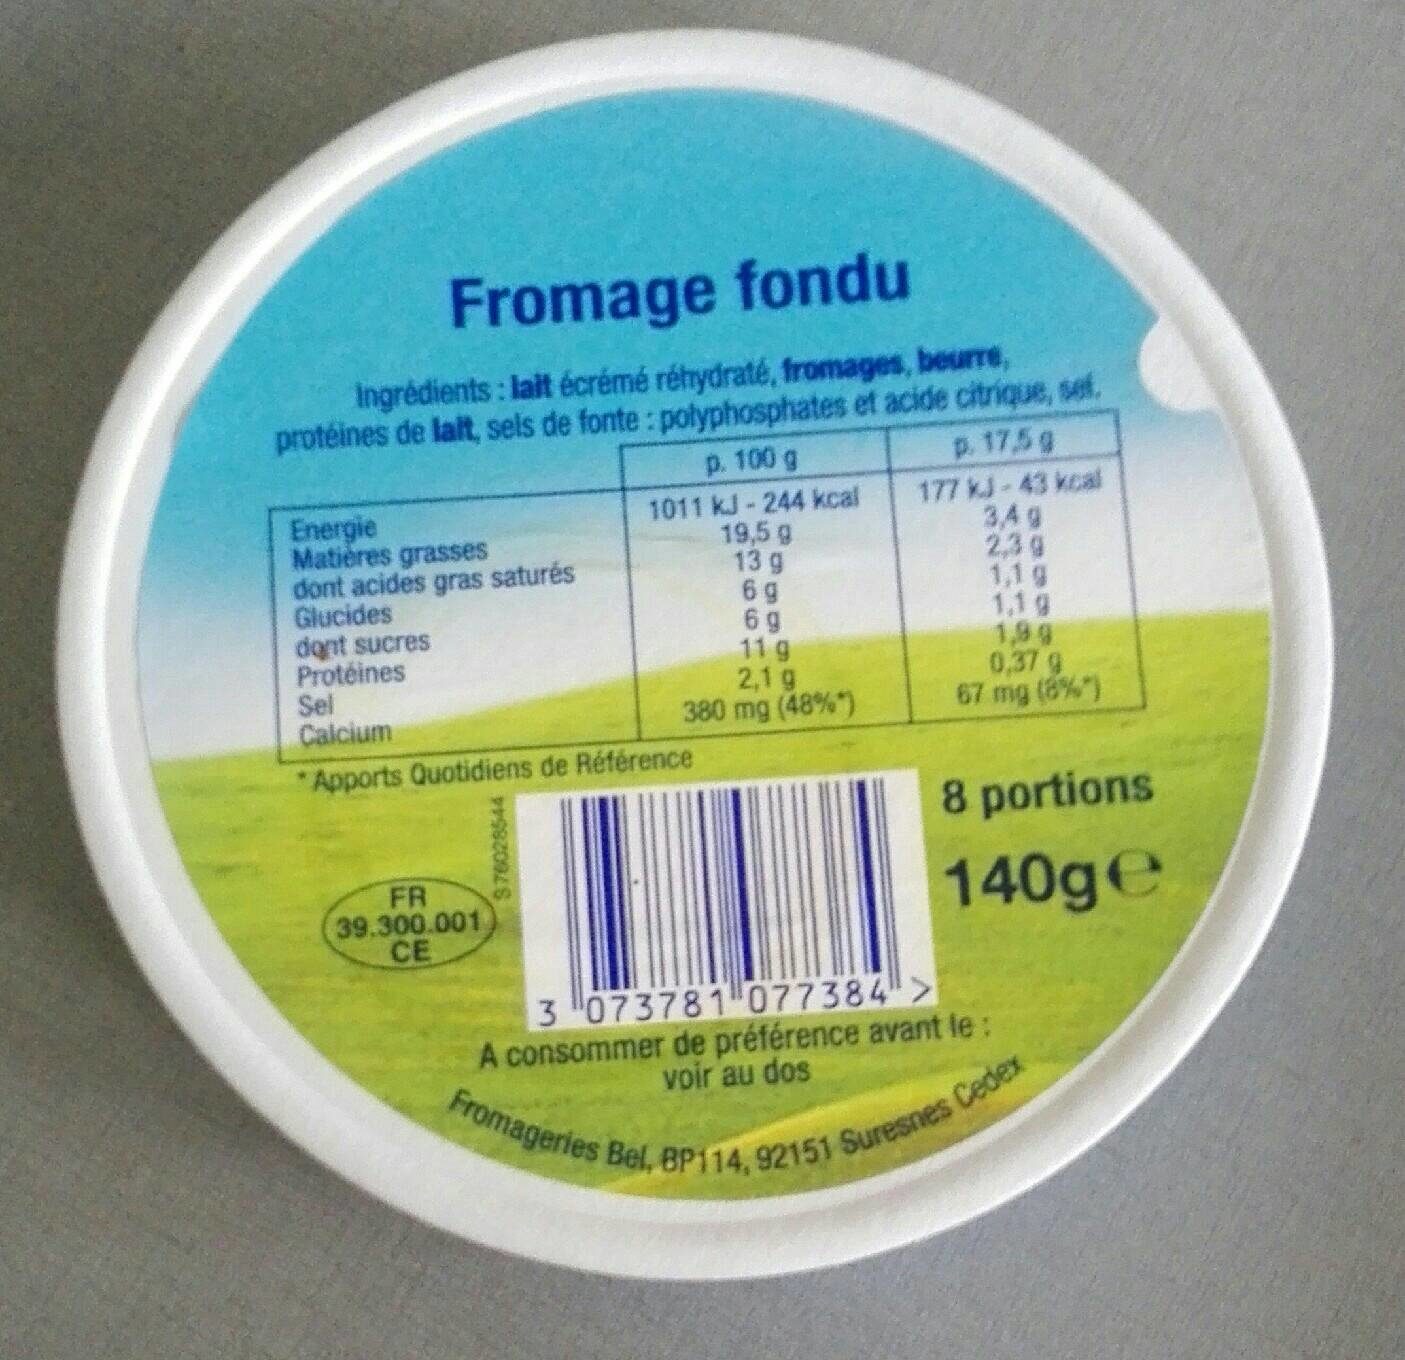 Fromage fondu
Ingrédients : lait écrémé réhydraté, fromages, beurre,
protéines de lait, sels de fonte : polyphosphates et acide citrique, sel.
p. 100 g p. 17,5 g
Energie 1011 kJ - 244 kcal 177 kJ - 43 kcal
Matières grasses 19,5 g 3,4 g
dont acides gras saturés 13 g 2,3 g
Glucides 6 g 1,1 g
dont sucres 6 g 1,1 g
Protéines 11 g 1,9 g
Sel 2,1 g 0,37 g
Calcium 380 mg (48%*) 67 mg (8%*)
* Apports Quotidiens de Référence
8 portions
140g e
S 76028544
FR
39.300.001
CE
3 073781 077384 >
A consommer de préférence avant le :
voir au dos
Fromageries Bel, BP114, 92151 Suresnes Cedex